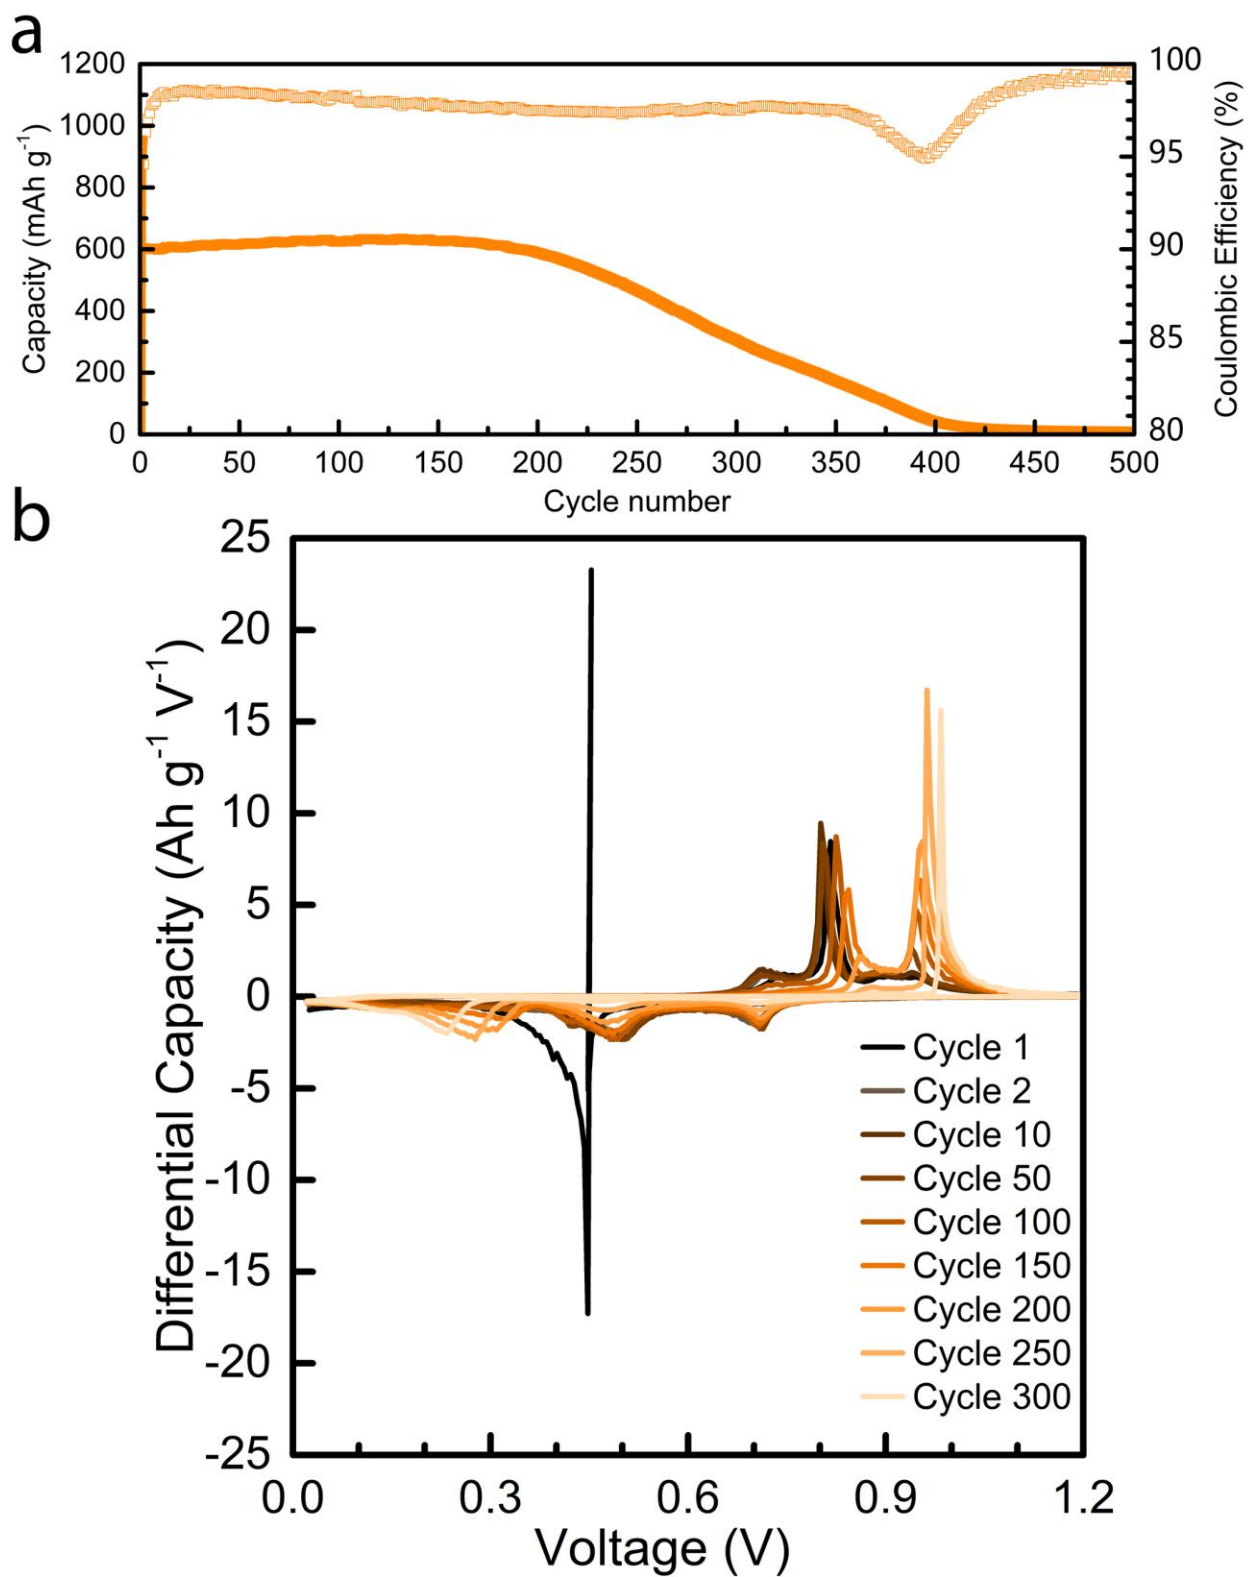 a
1200
1000
800
600
400
200
0
Capacity (mAh g⁻¹)
100
95
90
85
80
Coulombic Efficiency (%)
0 50 100 150 200 250 300 350 400 450 500
Cycle number
b
25
20
15
10
5
0
-5
-10
-15
-20
-25
Differential Capacity (Ah g⁻¹ V⁻¹)
Cycle 1
Cycle 2
Cycle 10
Cycle 50
Cycle 100
Cycle 150
Cycle 200
Cycle 250
Cycle 300
0.0 0.3 0.6 0.9 1.2
Voltage (V)